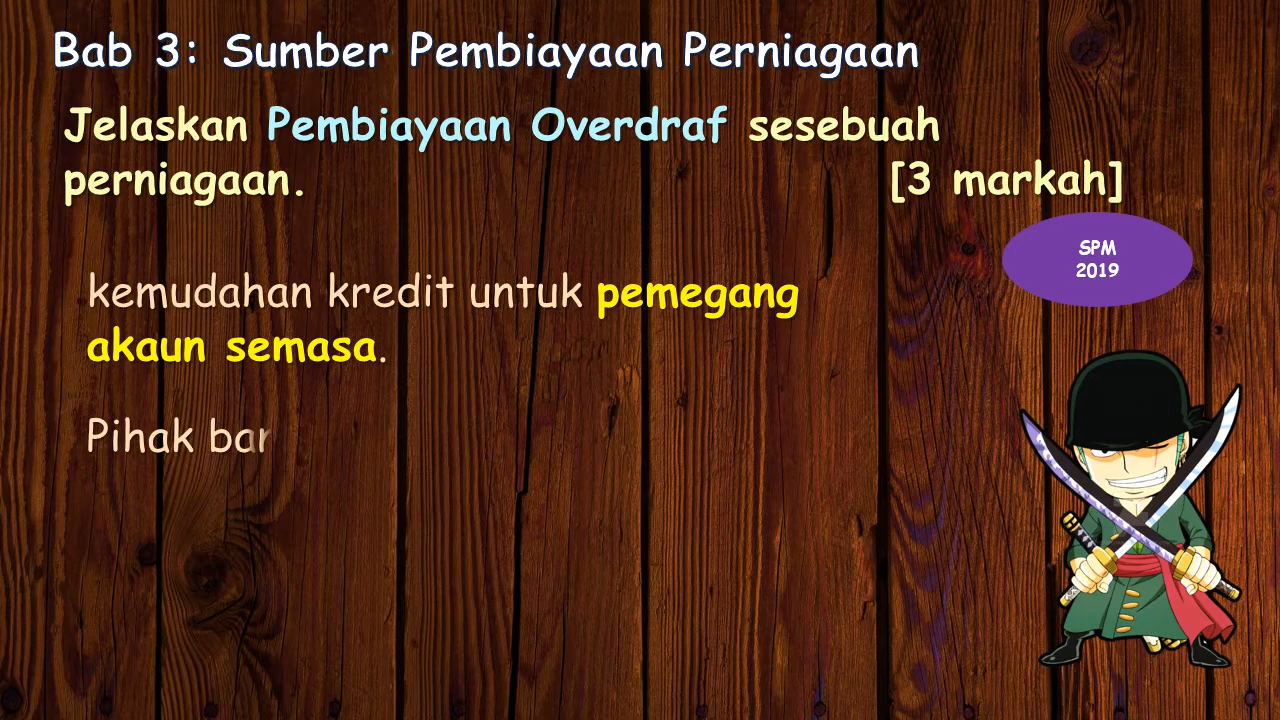 Bab 3: Sumber Pembiayaan Perniagaan
Jelaskan Pembiayaan Overdraf sesebuah
perniagaan. [3 markah]
SPM
2019
kemudahan kredit untuk pemegang
akaun semasa.
Pihak